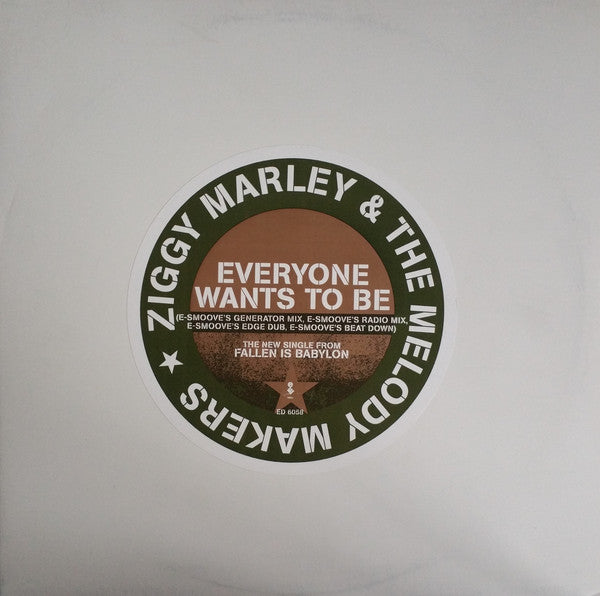 ZIGGY MARLEY & THE MELODY MAKERS
EVERYONE
WANTS TO BE
(E-SMOOVE'S GENERATOR MIX, E-SMOOVE'S RADIO MIX,
E-SMOOVE'S EDGE DUB, E-SMOOVE'S BEAT DOWN)
THE NEW SINGLE FROM
FALLEN IS BABYLON
ED 6058